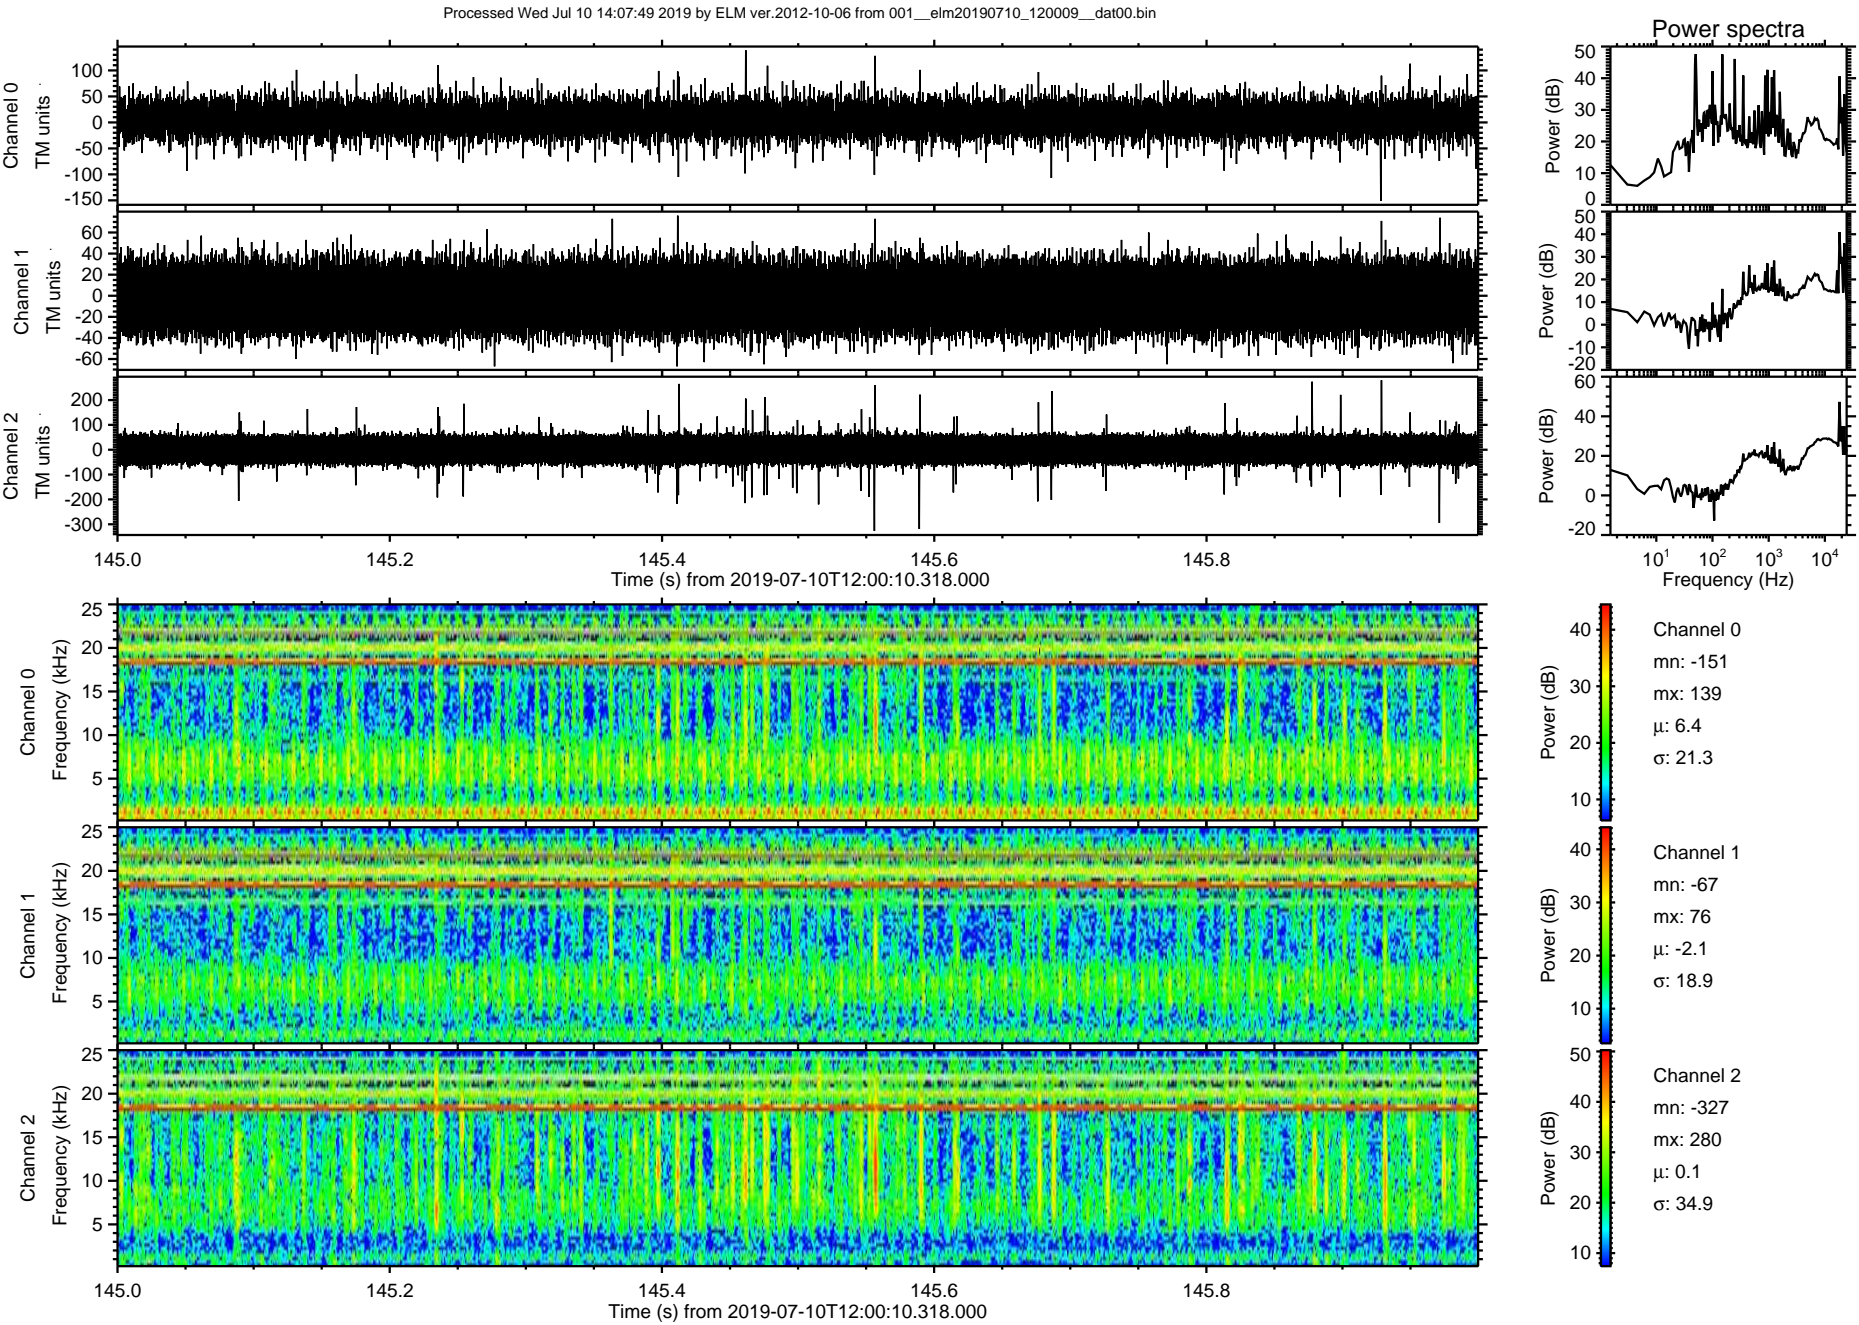 Processed Wed Jul 10 14:07:49 2019 by ELM ver.2012-10-06 from 001__elm20190710_120009__dat00.bin
Power spectra
Channel 0
TM units
100
50
0
-50
-100
-150
Power (dB)
50
40
30
20
10
0
Channel 1
TM units
60
40
20
0
-20
-40
-60
Power (dB)
50
40
30
20
10
0
-10
-20
Channel 2
TM units
200
100
0
-100
-200
-300
Power (dB)
60
40
20
0
-20
145.0 145.2 145.4 145.6 145.8
Time (s) from 2019-07-10T12:00:10.318.000
10^1 10^2 10^3 10^4
Frequency (Hz)
Channel 0
Frequency (kHz)
25
20
15
10
5
Power (dB)
40
30
20
10
Channel 0
mn: -151
mx: 139
μ: 6.4
σ: 21.3
Channel 1
Frequency (kHz)
25
20
15
10
5
Power (dB)
40
30
20
10
Channel 1
mn: -67
mx: 76
μ: -2.1
σ: 18.9
Channel 2
Frequency (kHz)
25
20
15
10
5
Power (dB)
50
40
30
20
10
Channel 2
mn: -327
mx: 280
μ: 0.1
σ: 34.9
145.0 145.2 145.4 145.6 145.8
Time (s) from 2019-07-10T12:00:10.318.000